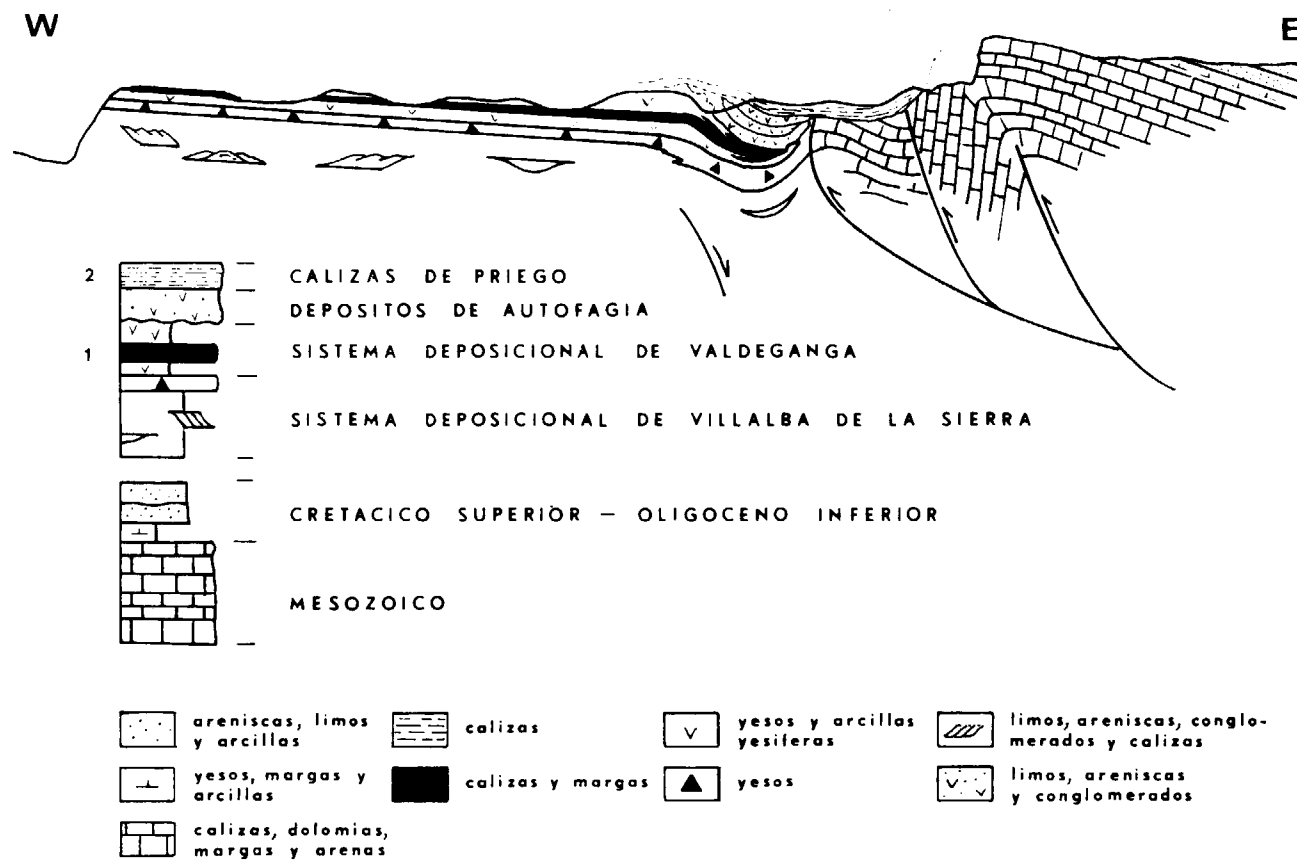 W
E
2
CALIZAS DE PRIEGO
DEPOSITOS DE AUTOFAGIA
1
SISTEMA DEPOSICIONAL DE VALDEGANGA
SISTEMA DEPOSICIONAL DE VILLALBA DE LA SIERRA
CRETACICO SUPERIOR – OLIGOCENO INFERIOR
MESOZOICO
areniscas, limos
y arcillas
calizas
yesos y arcillas
yesiferas
limos, areniscas, conglo-
merados y calizas
yesos, margas y
arcillas
calizas y margas
yesos
limos, areniscas
y conglomerados
calizas, dolomias,
margas y arenas